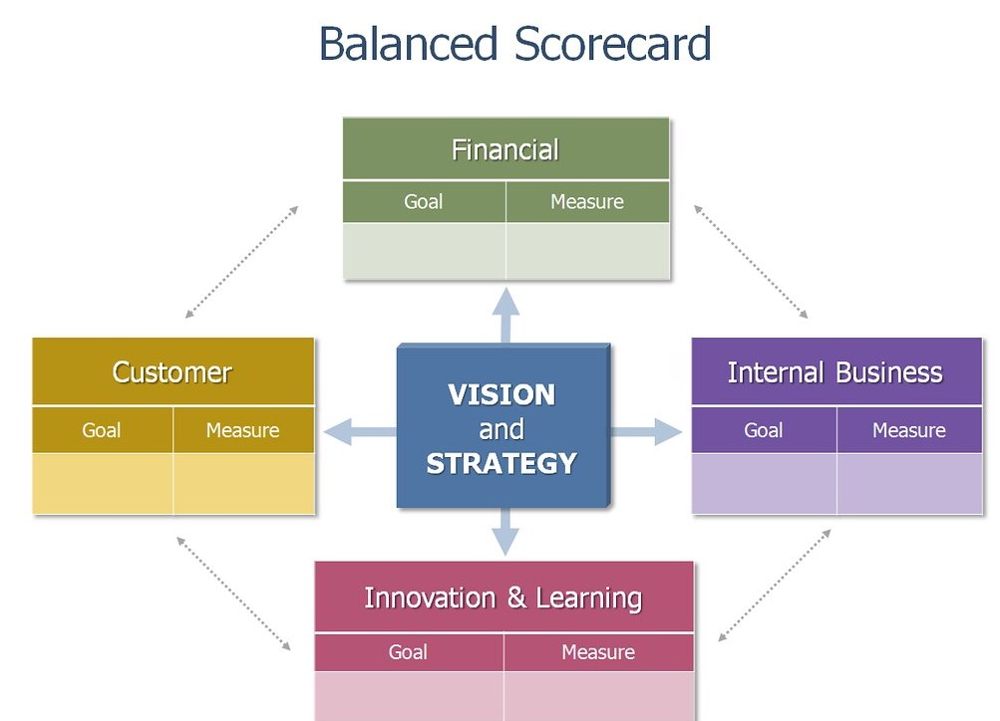 Balanced Scorecard
Financial
Goal Measure
Customer
Goal Measure
VISION
and
STRATEGY
Internal Business
Goal Measure
Innovation & Learning
Goal Measure